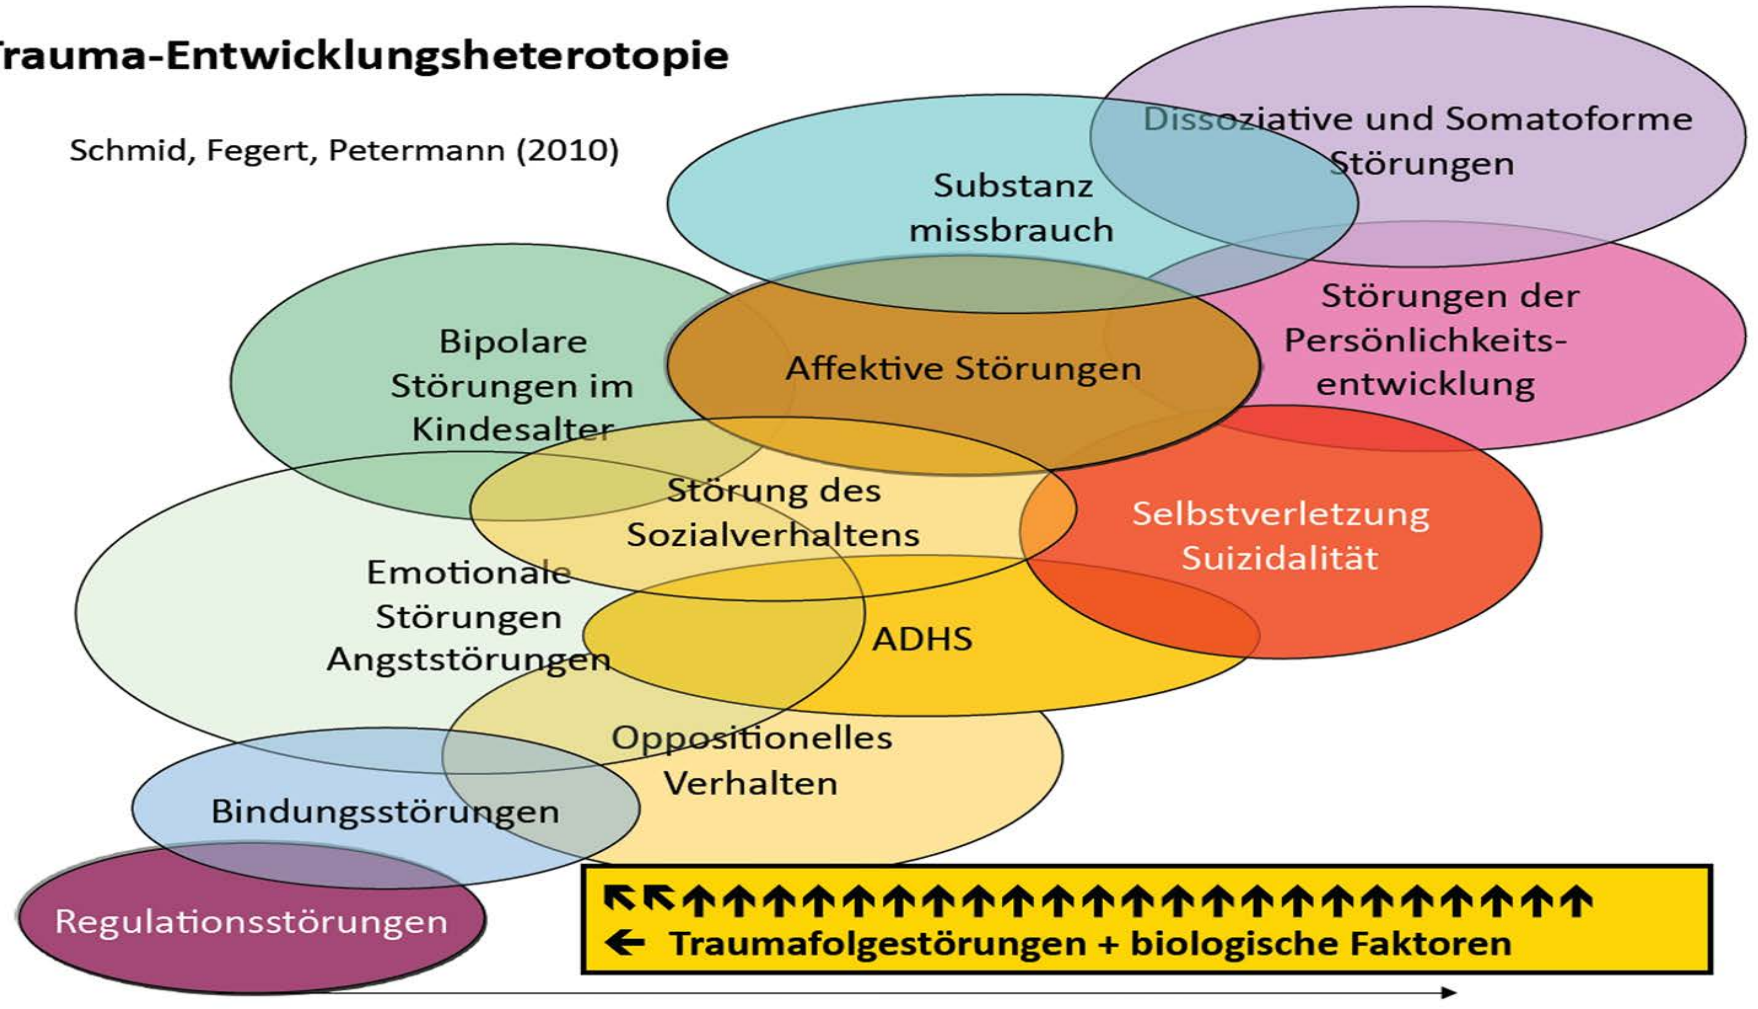 rauma-Entwicklungsheterotopie
Schmid, Fegert, Petermann (2010)
Dissoziative und Somatoforme
Störungen
Substanz
missbrauch
Störungen der
Persönlichkeits-
entwicklung
Bipolare
Störungen im
Kindesalter
Affektive Störungen
Störung des
Sozialverhaltens
Selbstverletzung
Suizidalität
Emotionale
Störungen
Angststörungen
ADHS
Oppositionelles
Verhalten
Bindungsstörungen
Regulationsstörungen
Traumafolgestörungen + biologische Faktoren